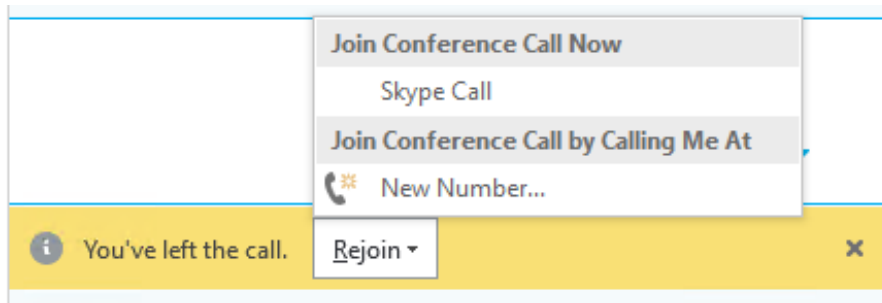 Join Conference Call Now
Skype Call
Join Conference Call by Calling Me At
New Number...
You've left the call. Rejoin